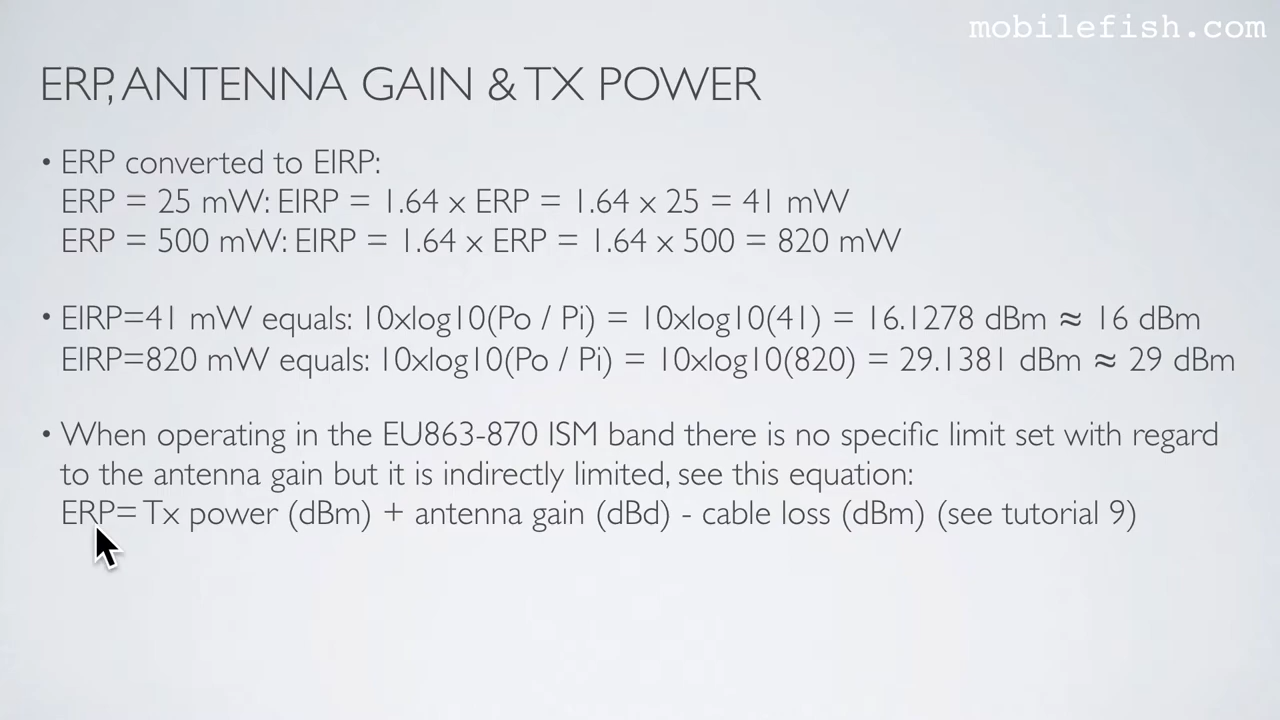 mobilefish.com
ERP, ANTENNA GAIN & TX POWER
• ERP converted to EIRP:
ERP = 25 mW: EIRP = 1.64 x ERP = 1.64 x 25 = 41 mW
ERP = 500 mW: EIRP = 1.64 x ERP = 1.64 x 500 = 820 mW
• EIRP=41 mW equals: 10xlog10(Po / Pi) = 10xlog10(41) = 16.1278 dBm ≈ 16 dBm
EIRP=820 mW equals: 10xlog10(Po / Pi) = 10xlog10(820) = 29.1381 dBm ≈ 29 dBm
• When operating in the EU863-870 ISM band there is no specific limit set with regard
to the antenna gain but it is indirectly limited, see this equation:
ERP= Tx power (dBm) + antenna gain (dBd) - cable loss (dBm) (see tutorial 9)